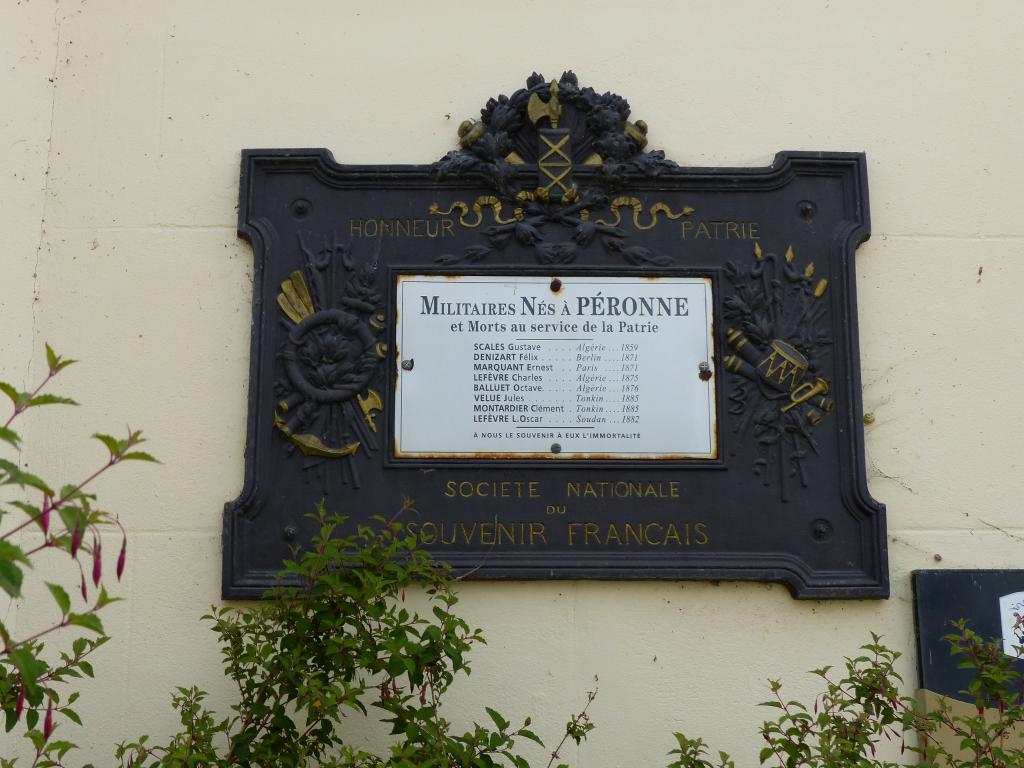 HONNEUR PATRIE
MILITAIRES NÉS À PÉRONNE
et Morts au service de la Patrie
SCALES Gustave . . . . Algérie ... 1859
DENIZART Félix . . . . . Berlin .... 1871
MARQUANT Ernest . . Paris .... 1871
LEFÈVRE Charles . . . . Algérie ... 1875
BALLUET Octave. . . . . Algérie ... 1876
VELUE Jules . . . . . . . Tonkin .... 1885
MONTARDIER Clément . Tonkin .... 1885
LEFÈVRE L.Oscar . . . . Soudan ... 1882
À NOUS LE SOUVENIR À EUX L'IMMORTALITÉ
SOCIETE NATIONALE
DU
SOUVENIR FRANCAIS